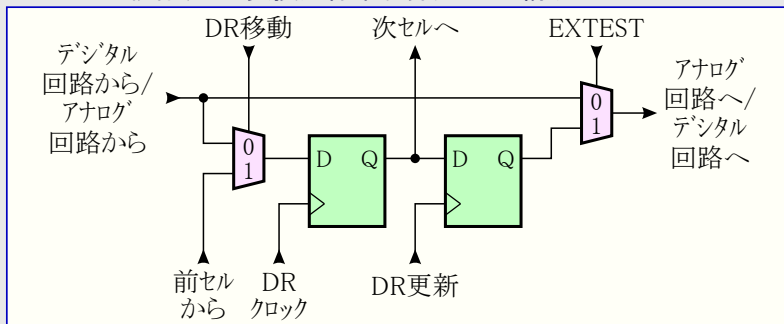 DR移動
次セルへ
EXTEST
デジタル
回路から/
アナログ
回路から
アナログ
回路へ/
デジタル
回路へ
0
1
0
1
D
Q
D
Q
前セル
から
DR
クロック
DR更新